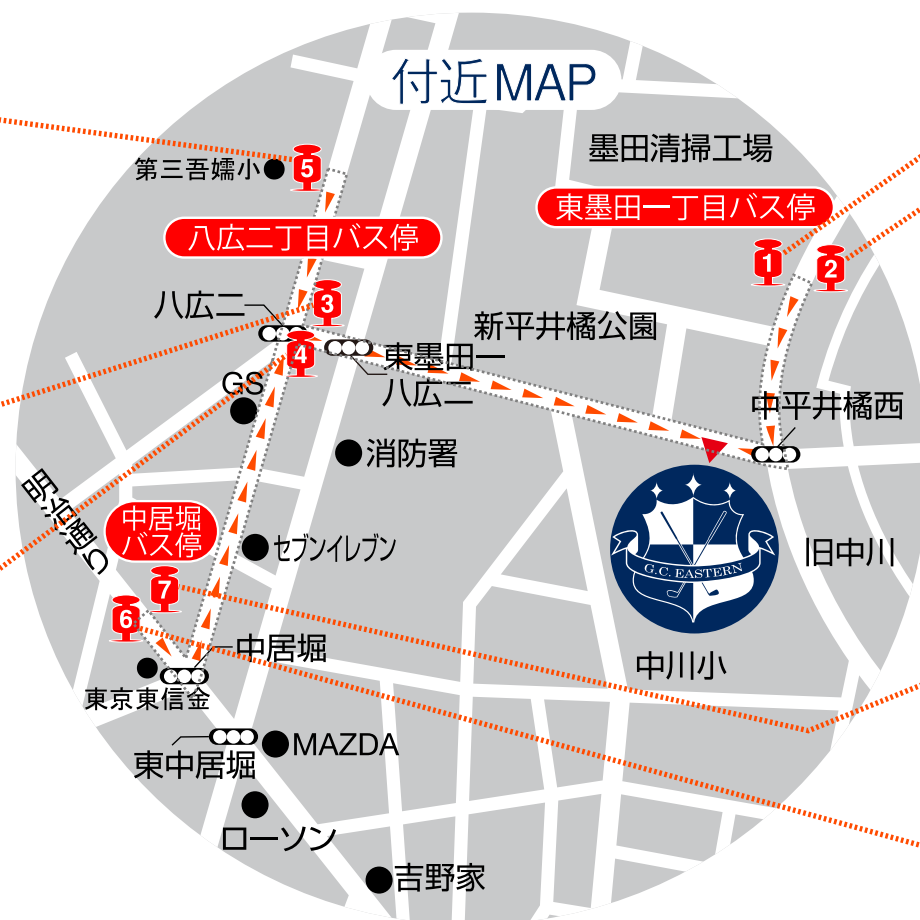 付近MAP
墨田清掃工場
第三吾嬬小
5
東墨田一丁目バス停
八広二丁目バス停
1
2
八広二
3
新平井橋公園
4
東墨田一
八広二
GS
中平井橋西
消防署
明治通り
中居堀
バス停
セブンイレブン
G.C. EASTERN
旧中川
7
6
中居堀
中川小
東京東信金
MAZDA
東中居堀
ローソン
吉野家